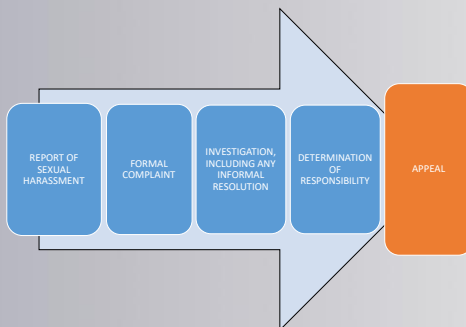 REPORT OF
SEXUAL
HARASSMENT
FORMAL
COMPLAINT
INVESTIGATION,
INCLUDING ANY
INFORMAL
RESOLUTION
DETERMINATION
OF
RESPONSIBILITY
APPEAL